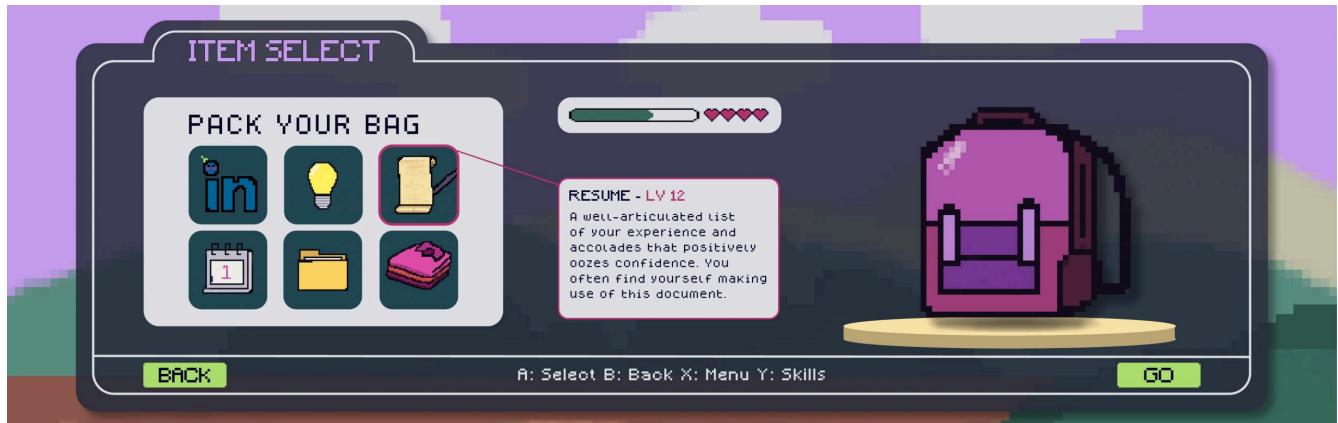 ITEM SELECT
PACK YOUR BAG
in
1
RESUME - LV 12
A well-articulated list
of your experience and
accolades that positively
oozes confidence. You
often find yourself making
use of this document.
BACK
A: Select B: Back X: Menu Y: Skills
GO